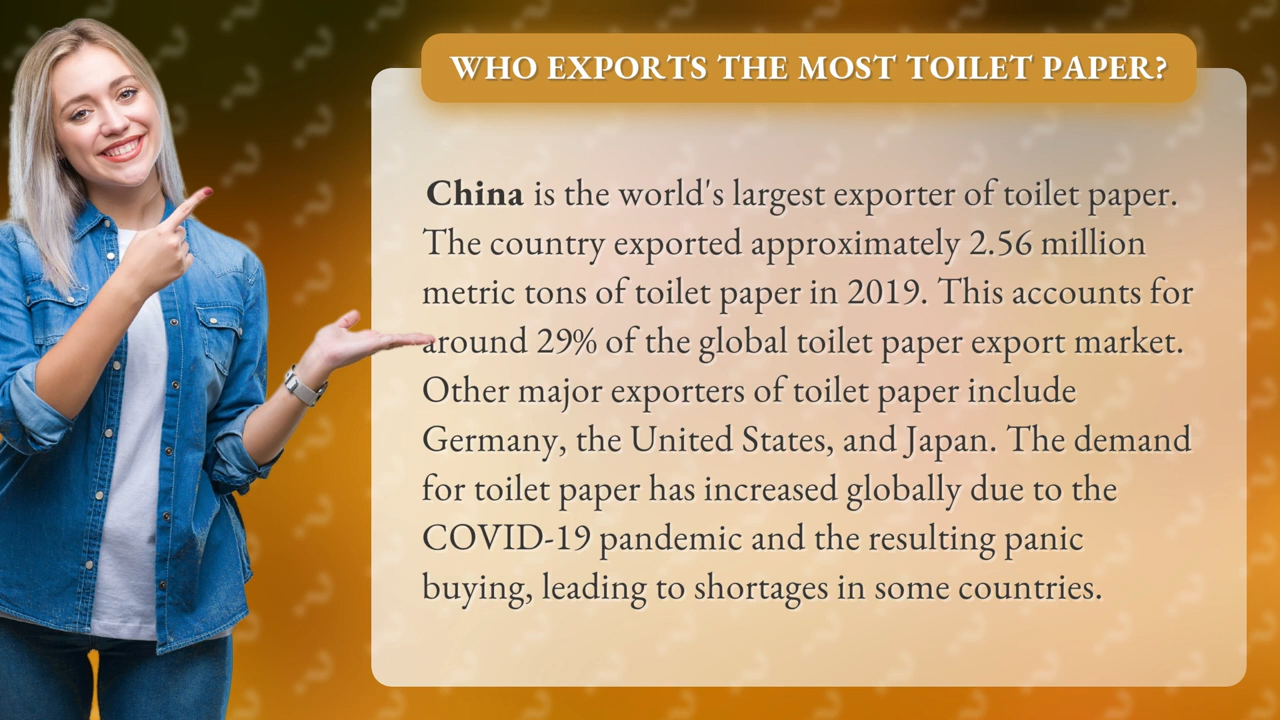 WHO EXPORTS THE MOST TOILET PAPER?
China is the world's largest exporter of toilet paper.
The country exported approximately 2.56 million
metric tons of toilet paper in 2019. This accounts for
around 29% of the global toilet paper export market.
Other major exporters of toilet paper include
Germany, the United States, and Japan. The demand
for toilet paper has increased globally due to the
COVID-19 pandemic and the resulting panic
buying, leading to shortages in some countries.